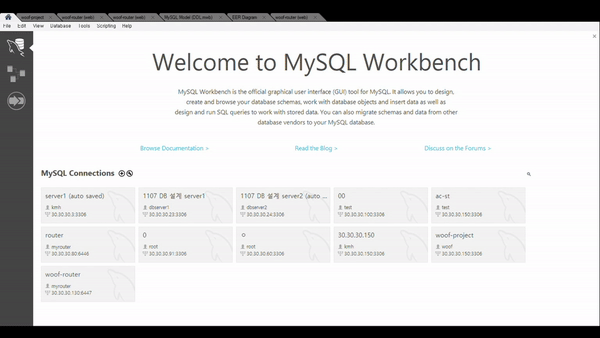 woof-project
woof-router (web)
woof-router (web)
MySQL Model (DDL.mwb)
EER Diagram
woof-router (web)
File Edit View Database Tools Scripting Help
Welcome to MySQL Workbench
MySQL Workbench is the official graphical user interface (GUI) tool for MySQL. It allows you to design,
create and browse your database schemas, work with database objects and insert data as well as
design and run SQL queries to work with stored data. You can also migrate schemas and data from other
database vendors to your MySQL database.
Browse Documentation >
Read the Blog >
Discuss on the Forums >
MySQL Connections
server1 (auto saved)
kmh
30.30.30.3:3306
1107 DB 설계 server1
dbserver1
30.30.30.23:3306
1107 DB 설계 server2 (auto ...
dbserver2
30.30.30.24:3306
00
test
30.30.30.100:3306
ac-st
test
30.30.30.150:3306
router
myrouter
30.30.30.80:6446
0
root
30.30.30.91:3306
ㅇ
root
30.30.30.60:3306
30.30.30.150
kmh
30.30.30.150:3306
woof-project
woof
30.30.30.150:3306
woof-router
myrouter
30.30.30.130:6447